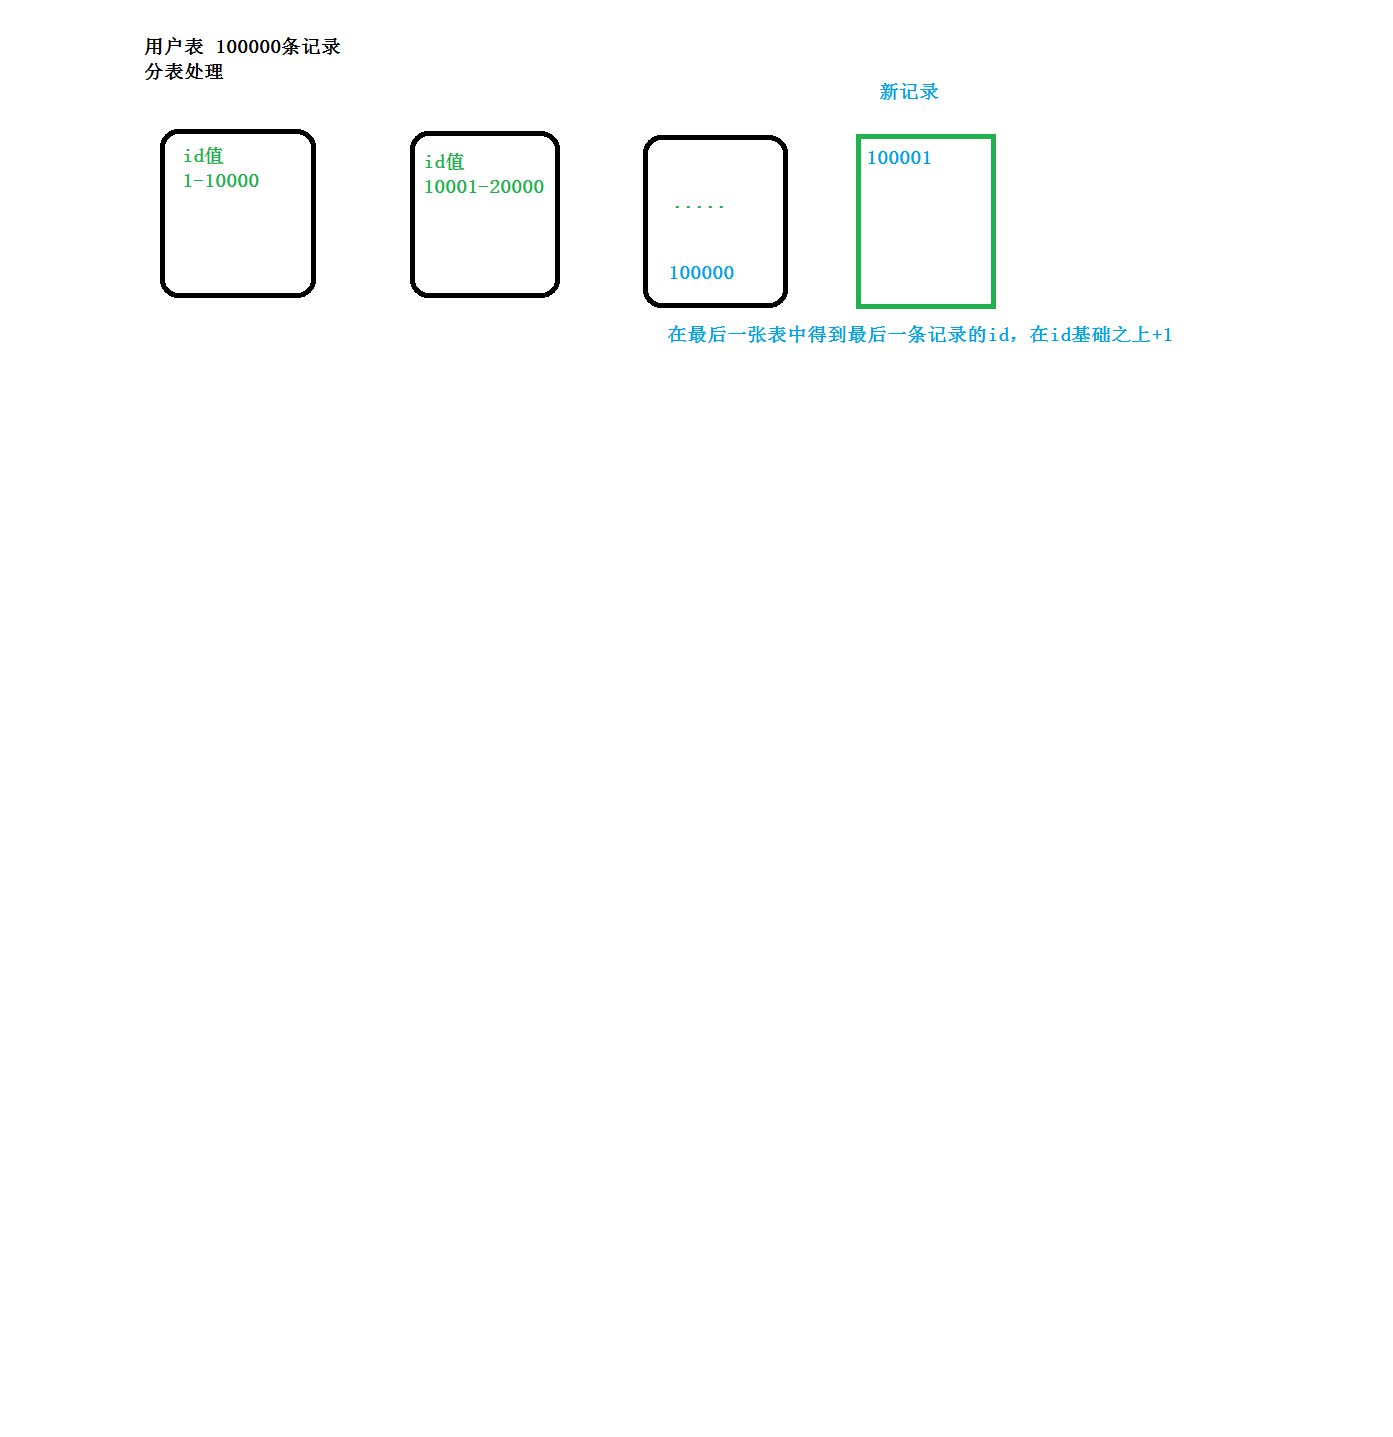 用户表 100000条记录
分表处理
新记录
id值
1-10000
id值
10001-20000
.....
100000
100001
在最后一张表中得到最后一条记录的id，在id基础之上+1